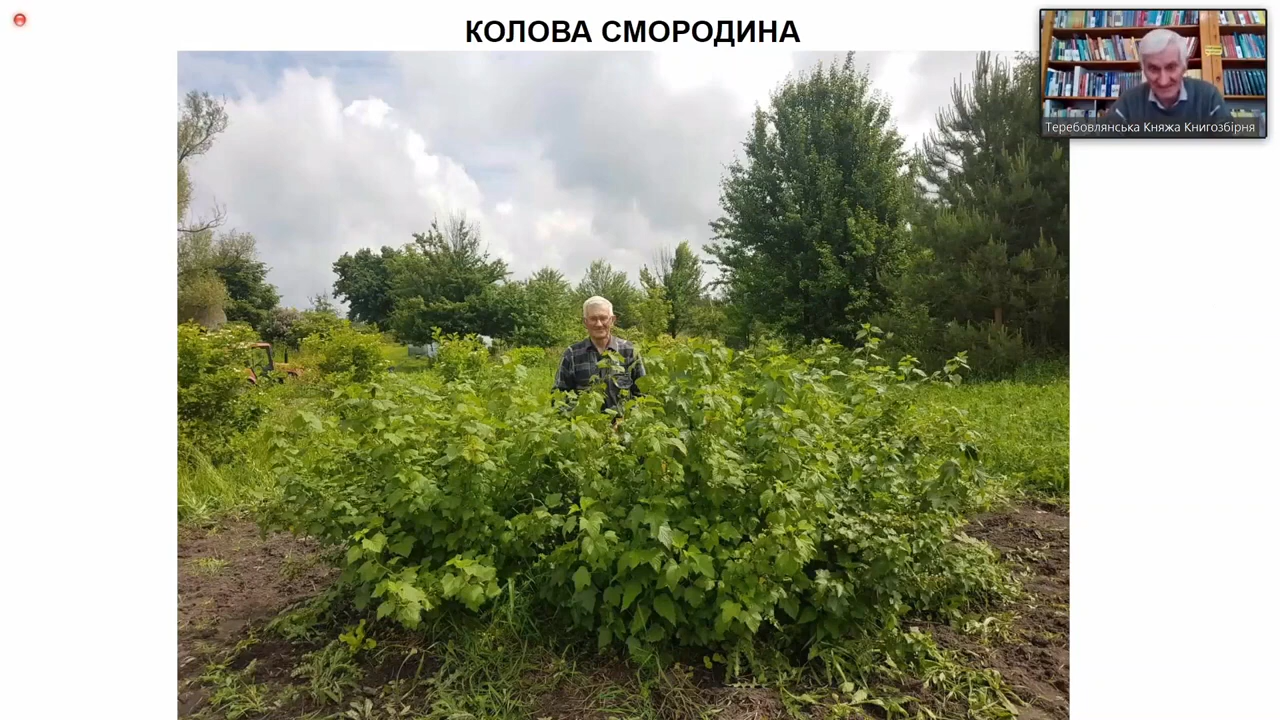 КОЛОВА СМОРОДИНА
Теребовлянська Княжа Книгозбірня